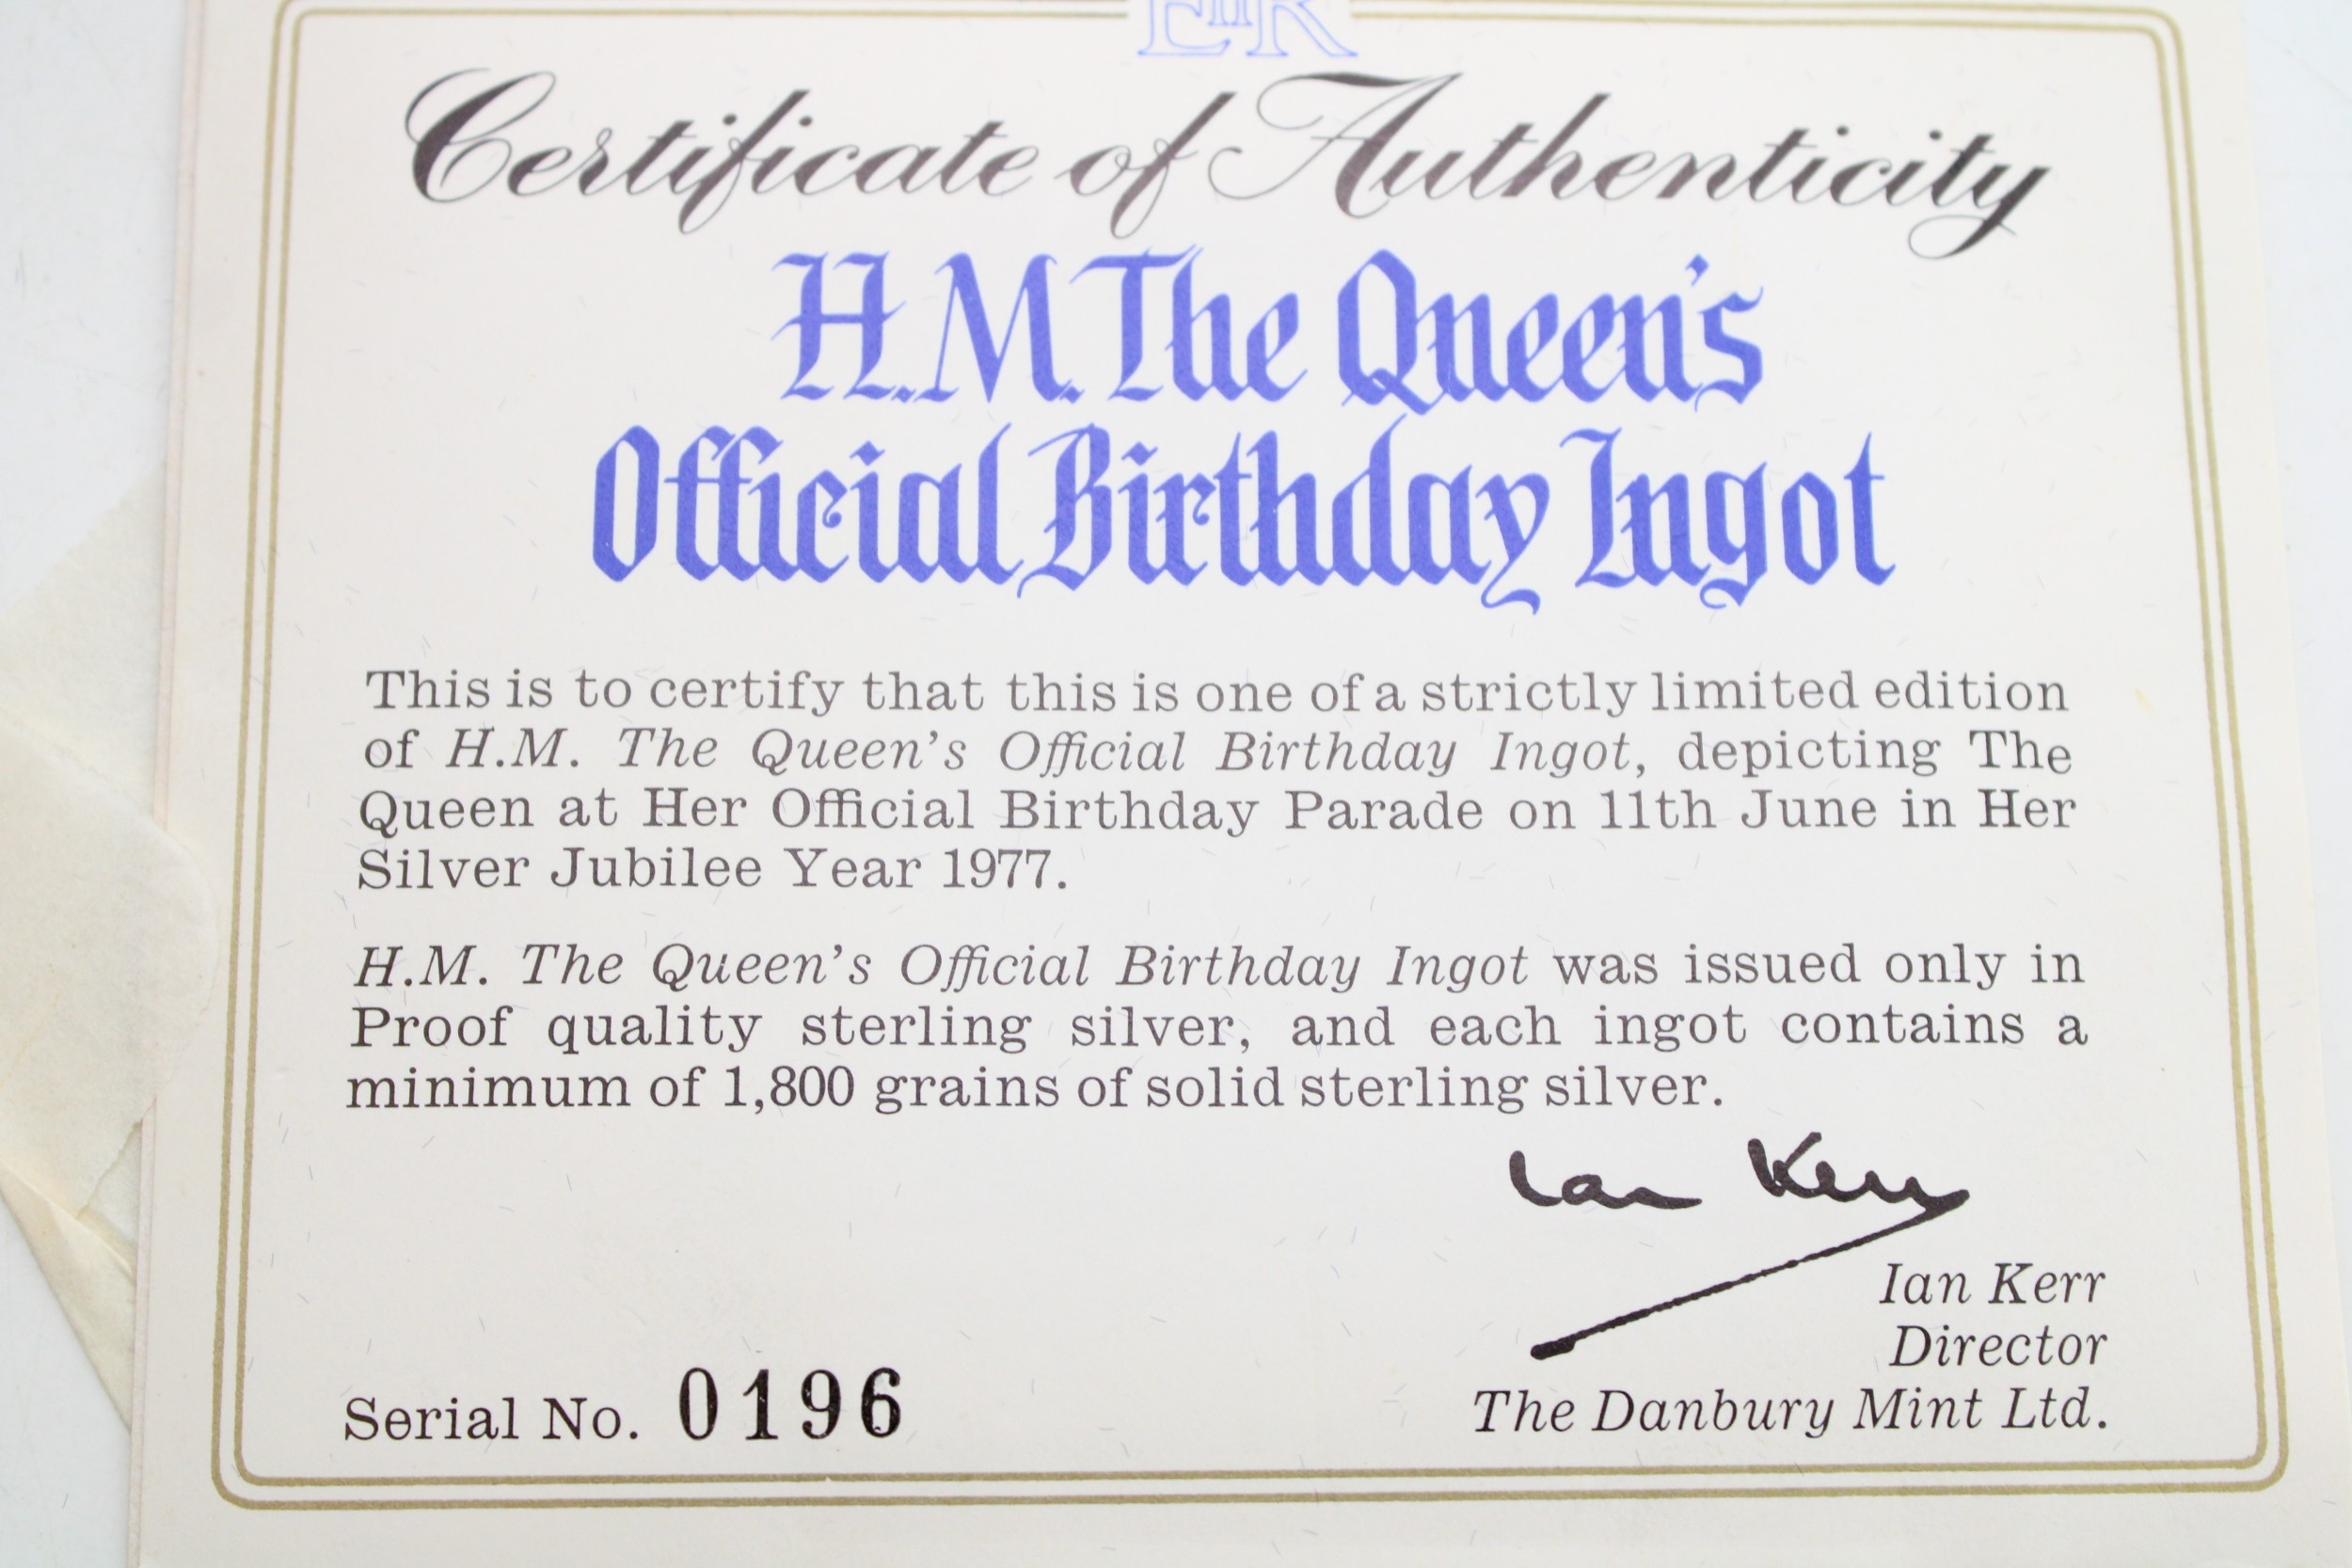 EIIR
Certificate of Authenticity
H.M. The Queen's
Official Birthday Ingot
This is to certify that this is one of a strictly limited edition
of H.M. The Queen's Official Birthday Ingot, depicting The
Queen at Her Official Birthday Parade on 11th June in Her
Silver Jubilee Year 1977.
H.M. The Queen's Official Birthday Ingot was issued only in
Proof quality sterling silver, and each ingot contains a
minimum of 1,800 grains of solid sterling silver.
Ian Kerr
Ian Kerr
Director
Serial No. 0196
The Danbury Mint Ltd.